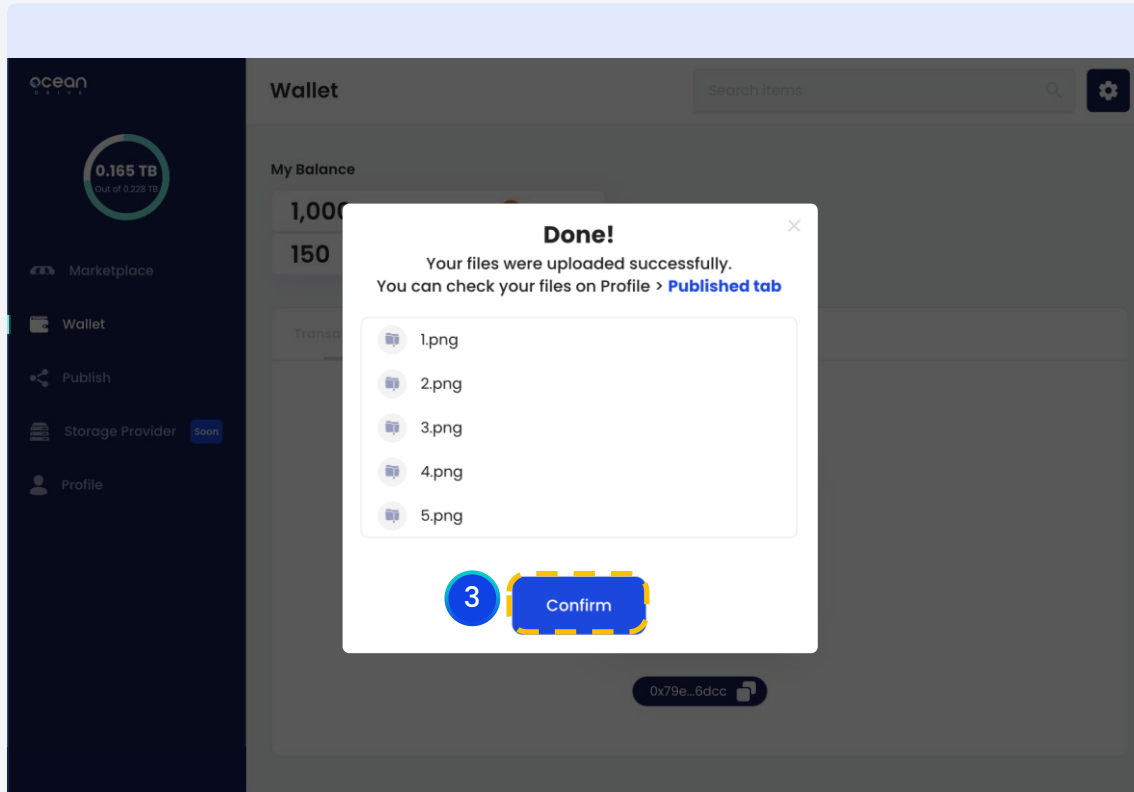 ocean
DRIVE
Wallet
Search items
0.165 TB
Out of 0.228 TB
My Balance
1,000
150
Marketplace
Wallet
Publish
Storage Provider
Soon
Profile
Done!
Your files were uploaded successfully.
You can check your files on Profile > Published tab
1.png
2.png
3.png
4.png
5.png
3
Confirm
0x79e...6dcc